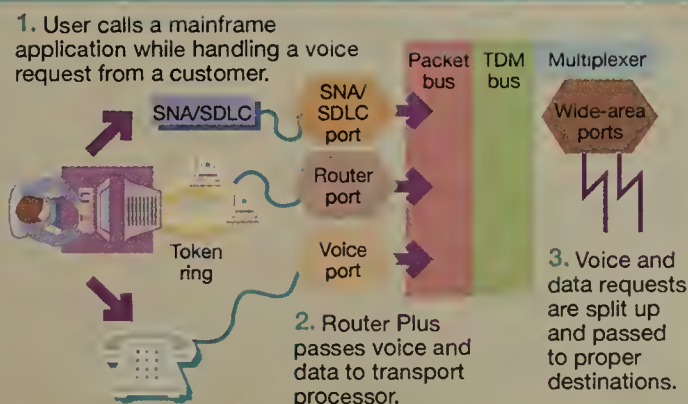 1. User calls a mainframe
application while handling a voice
request from a customer.
SNA/SDLC
Token
ring
SNA/
SDLC
port
Router
port
Voice
port
2. Router Plus
passes voice and
data to transport
processor.
Packet
bus
TDM
bus
Multiplexer
Wide-area
ports
3. Voice and
data requests
are split up
and passed
to proper
destinations.